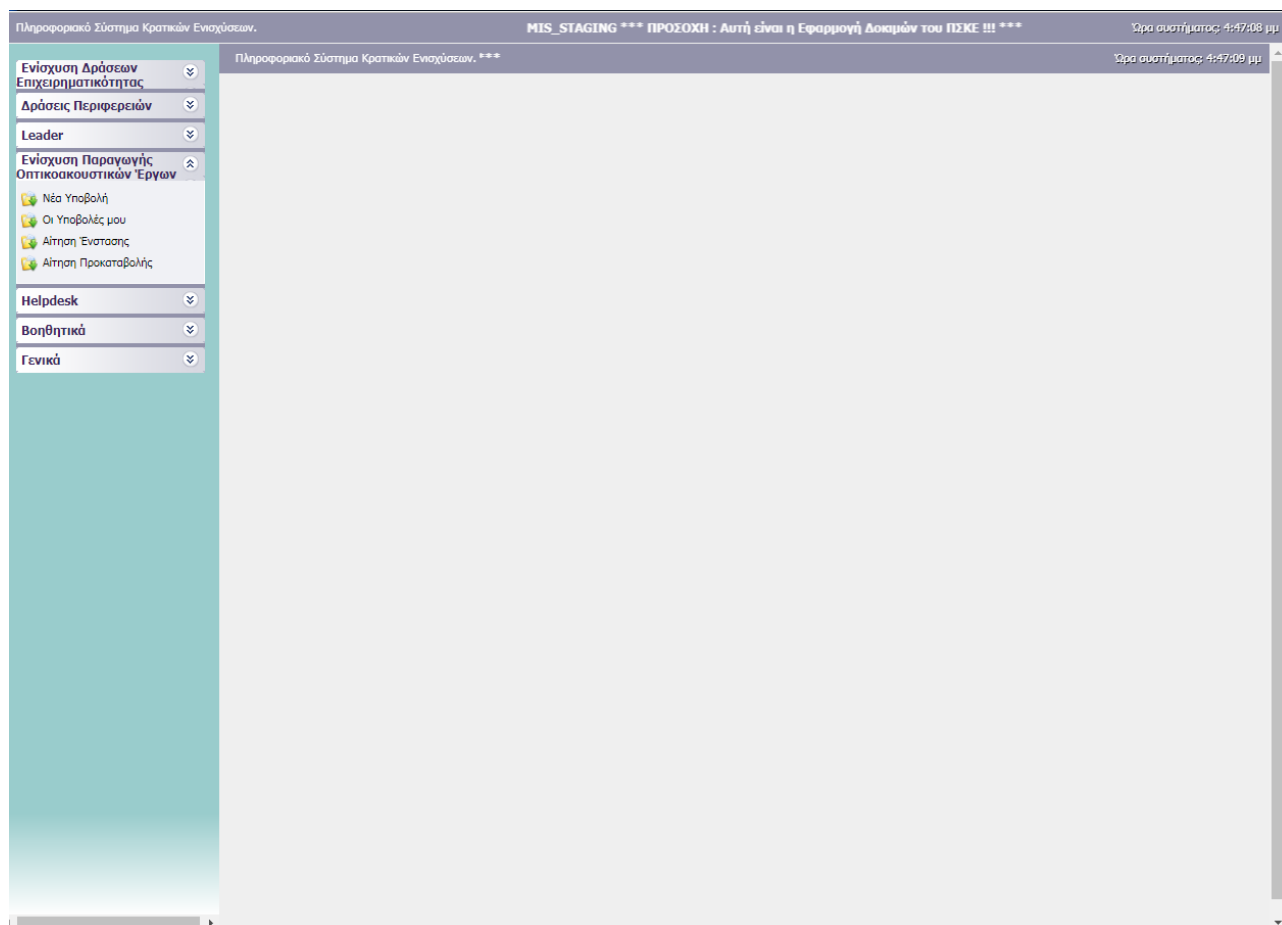 Πληροφοριακό Σύστημα Κρατικών Ενισχύσεων.
MIS_STAGING *** ΠΡΟΣΟΧΗ : Αυτή είναι η Εφαρμογή Δοκιμών του ΠΣΚΕ !!! ***
Ώρα συστήματος: 4:47:08 μμ
Πληροφοριακό Σύστημα Κρατικών Ενισχύσεων. ***
Ώρα συστήματος: 4:47:09 μμ
Ενίσχυση Δράσεων
Επιχειρηματικότητας
Δράσεις Περιφερειών
Leader
Ενίσχυση Παραγωγής
Οπτικοακουστικών Έργων
Νέα Υποβολή
Οι Υποβολές μου
Αίτηση Ένστασης
Αίτηση Προκαταβολής
Helpdesk
Βοηθητικά
Γενικά